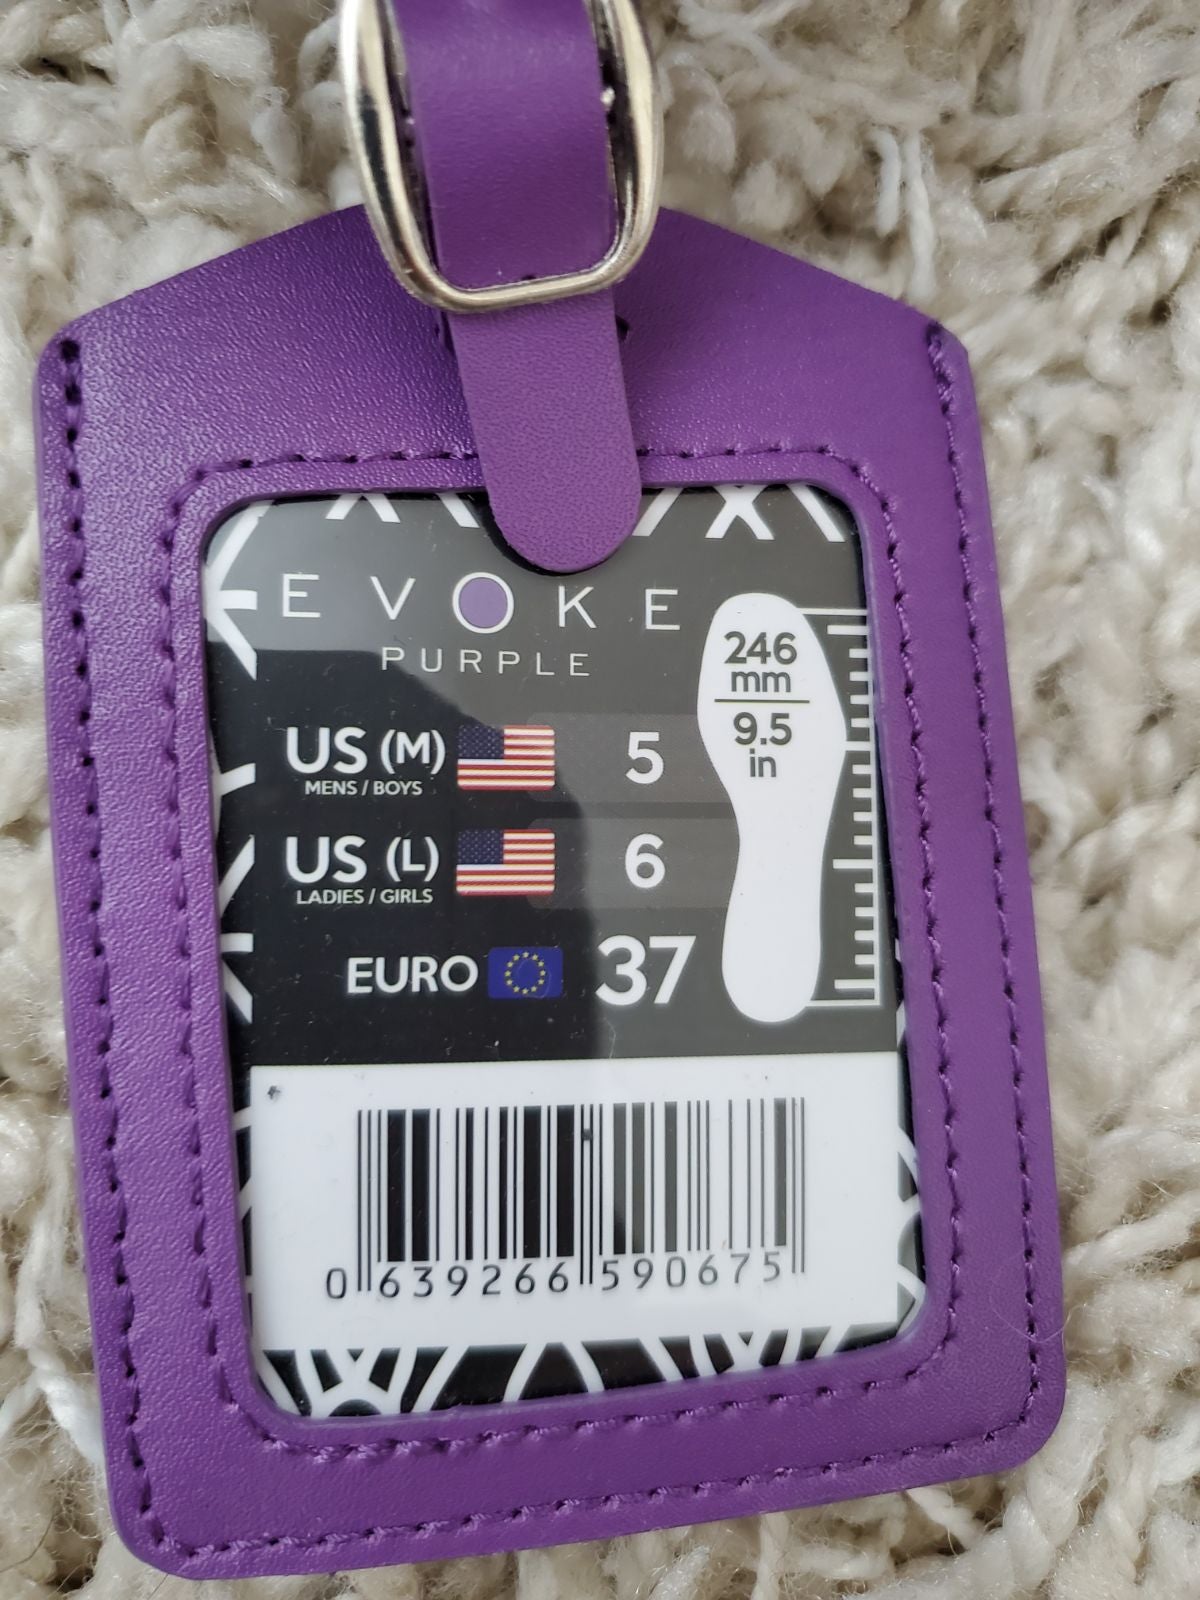 EVOKE
PURPLE
US (M) 5
MENS / BOYS
US (L) 6
LADIES / GIRLS
EURO 37
246
mm
9.5
in
0 639266 590675